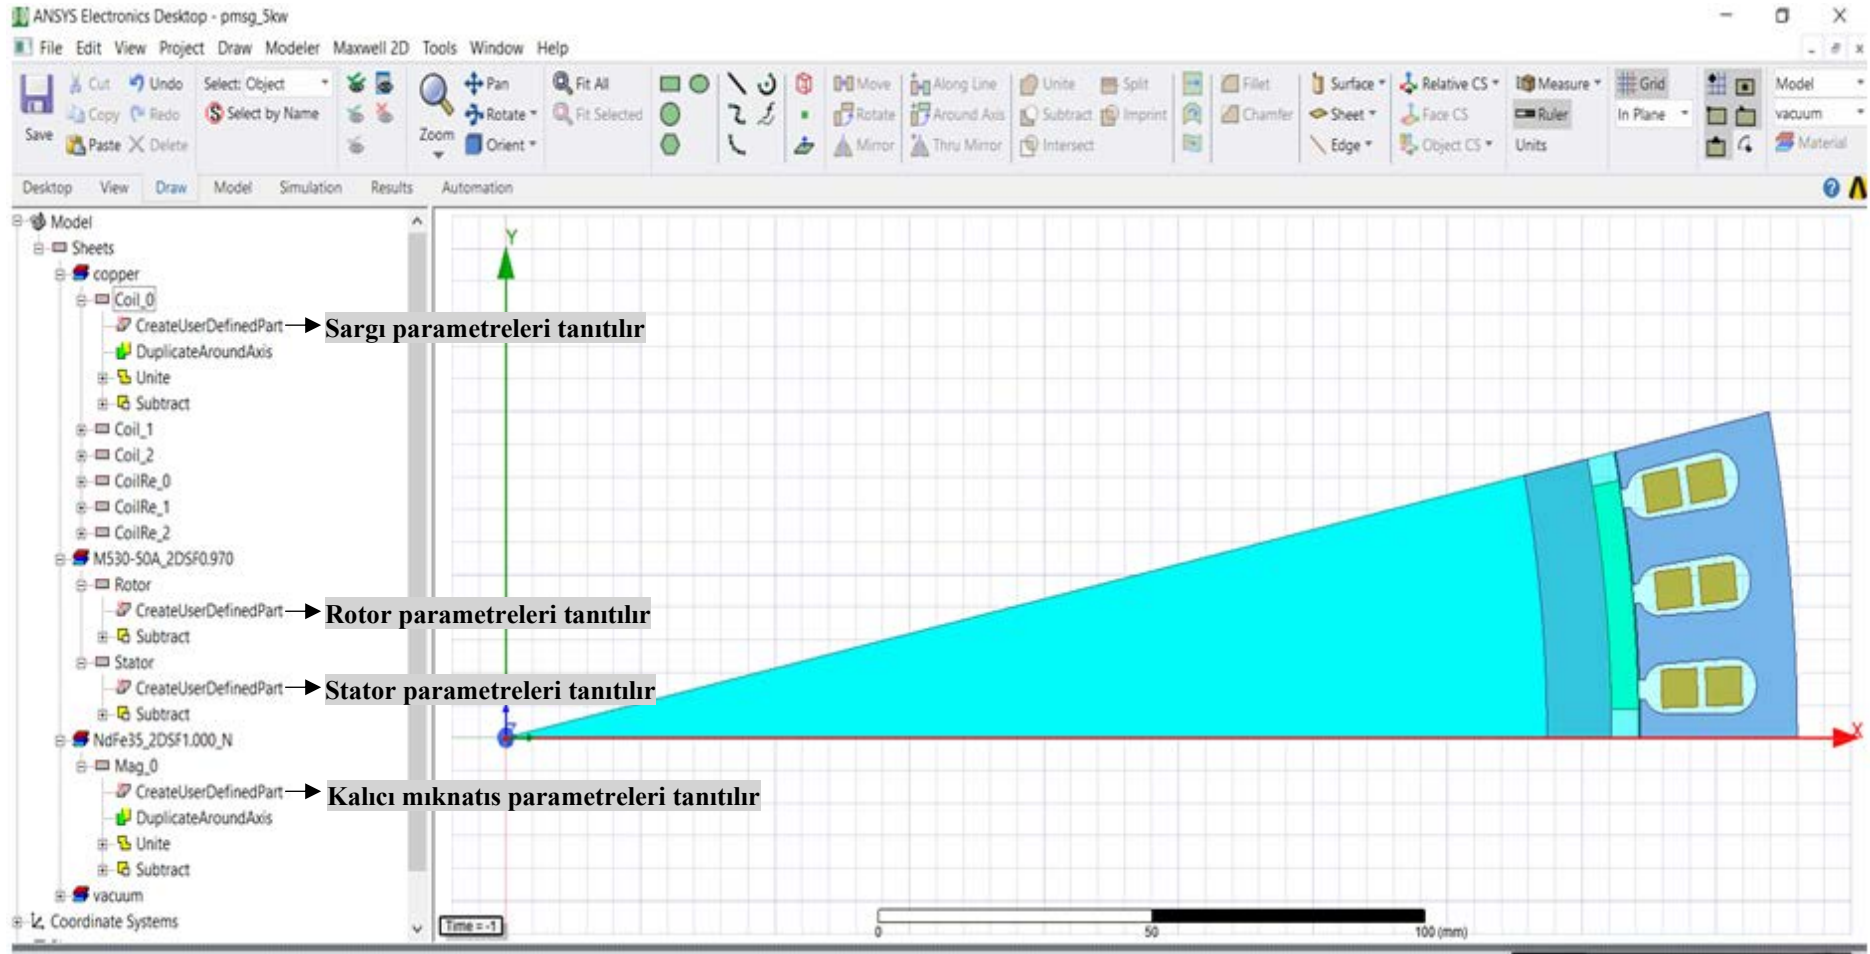 ANSYS Electronics Desktop - pmsg_5kw
File Edit View Project Draw Modeler Maxwell 2D Tools Window Help
Save
Cut Undo
Copy Redo
Paste Delete
Select: Object
Select by Name
Zoom
Pan
Rotate
Orient
Fit All
Fit Selected
Move
Rotate
Mirror
Along Line
Around Axis
Thru Mirror
Unite Split
Subtract Imprint
Intersect
Fillet
Chamfer
Surface
Sheet
Edge
Relative CS
Face CS
Object CS
Measure
Ruler
Units
Grid
In Plane
Model
vacuum
Material
Desktop View Draw Model Simulation Results Automation
Model
Sheets
copper
Coil_0
CreateUserDefinedPart Sargı parametreleri tanıtılır
DuplicateAroundAxis
Unite
Subtract
Coil_1
Coil_2
CoilRe_0
CoilRe_1
CoilRe_2
M530-50A_2DSF0.970
Rotor
CreateUserDefinedPart Rotor parametreleri tanıtılır
Subtract
Stator
CreateUserDefinedPart Stator parametreleri tanıtılır
Subtract
NdFe35_2DSF1.000_N
Mag_0
CreateUserDefinedPart Kalıcı mıknatıs parametreleri tanıtılır
DuplicateAroundAxis
Unite
Subtract
vacuum
Coordinate Systems
Y
Z
X
Time = -1
0 50 100 (mm)